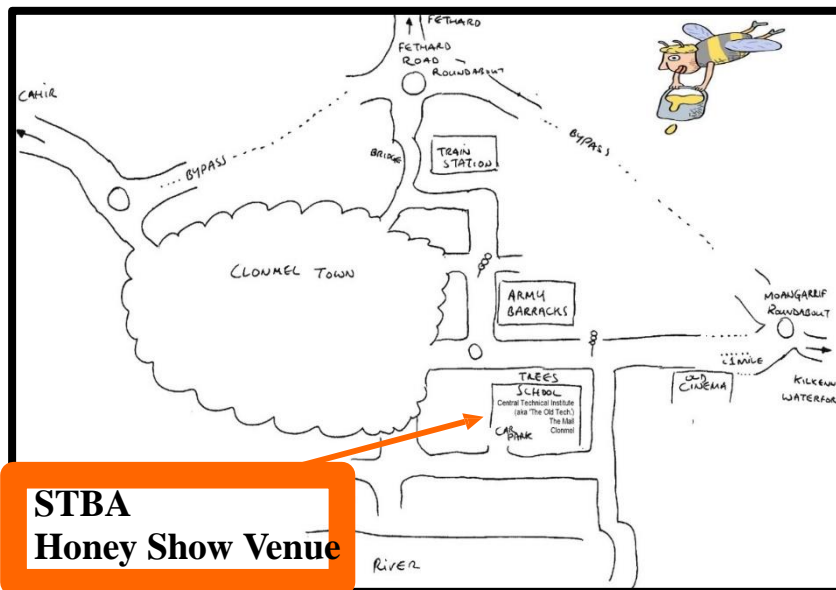 FETHARD
FETHARD
ROAD
ROUNDABOUT
CAHIR
BYPASS
BRIDGE
TRAIN
STATION
BYPASS
CLONMEL TOWN
ARMY
BARRACKS
MOANGARRIF
ROUNDABOUT
<1 MILE
KILKENN
WATERFOR
OLD
CINEMA
TREES
SCHOOL
Central Technical Institute
(aka 'The Old Tech.')
The Mall
Clonmel
CAR
PARK
STBA
Honey Show Venue
RIVER